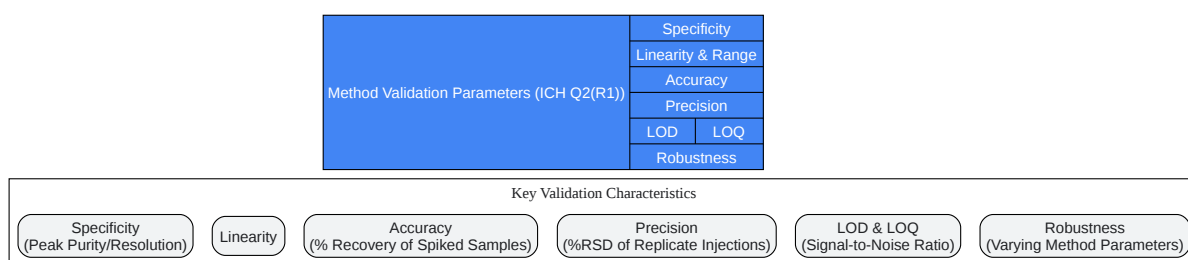 Method Validation Parameters (ICH Q2(R1))
Specificity
Linearity & Range
Accuracy
Precision
LOD
LOQ
Robustness
Key Validation Characteristics
Specificity
(Peak Purity/Resolution)
Linearity
Accuracy
(% Recovery of Spiked Samples)
Precision
(%RSD of Replicate Injections)
LOD & LOQ
(Signal-to-Noise Ratio)
Robustness
(Varying Method Parameters)